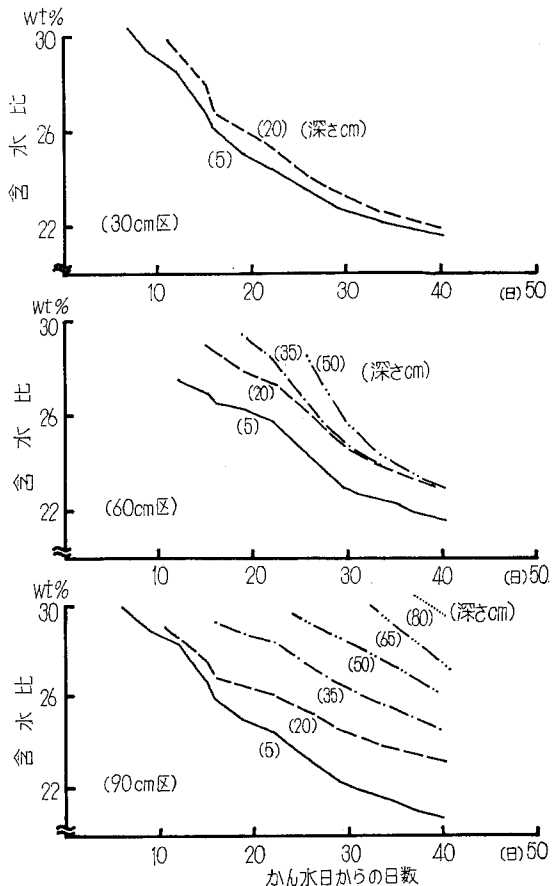 wt%
30
26
22
含水比
(20) (深さcm)
(5)
(30cm区)
10 20 30 40 (日) 50
wt%
30
26
22
含水比
(35) (50) (深さcm)
(20)
(5)
(60cm区)
10 20 30 40 (日) 50
wt%
30
26
22
含水比
(80) (深さcm)
(65)
(50)
(35)
(20)
(5)
(90cm区)
10 20 30 40 (日) 50
かん水日からの日数